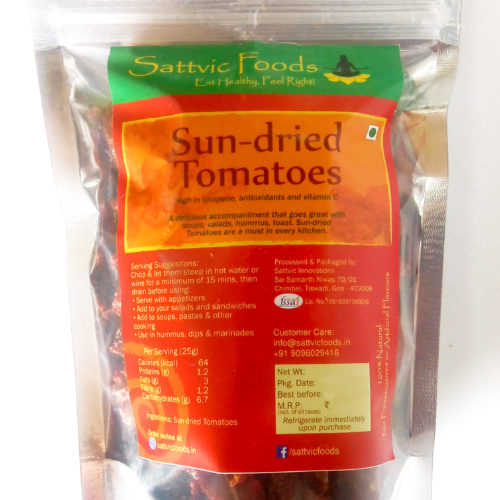 Sattvic Foods
Eat Healthy, Feel Right!
Sun-dried
Tomatoes
High in lycopene, antioxidants and vitamin C
A delicious accompaniment that goes great with
soups, salads, hummus, toast. Sun-dried
Tomatoes are a must in every kitchen.
Serving Suggestions:
Chop & let them steep in hot water or
wine for a minimum of 15 mins, then
drain before using:
• Serve with appetizers
• Add to your salads and sandwiches
• Add to soups, pastas & other
cooking
• Use in hummus, dips & marinades
Per Serving (25g)
Calories (kcal) ... 64
Proteins (g) 1.2
Fats (g) 3
Fibre (g) 1.2
Carbohydrates (g) 6.7
Ingredients: Sun-dried Tomatoes
Order online at
sattvicfoods.in
Processed & Packaged by:
Sattvic Innovations
Sai Samarth Niwas 70/01
Chimbel, Tiswadi, Goa - 403006
fssai Lic. No.
Customer Care:
info@sattvicfoods.in
+91 9096029416
Net Wt:
Pkg. Date:
Best before:
M.R.P: ₹
(incl. of all taxes)
Refrigerate immediately
upon purchase
f/sattvicfoods
100% Natural
No Preservatives or Artificial Flavours